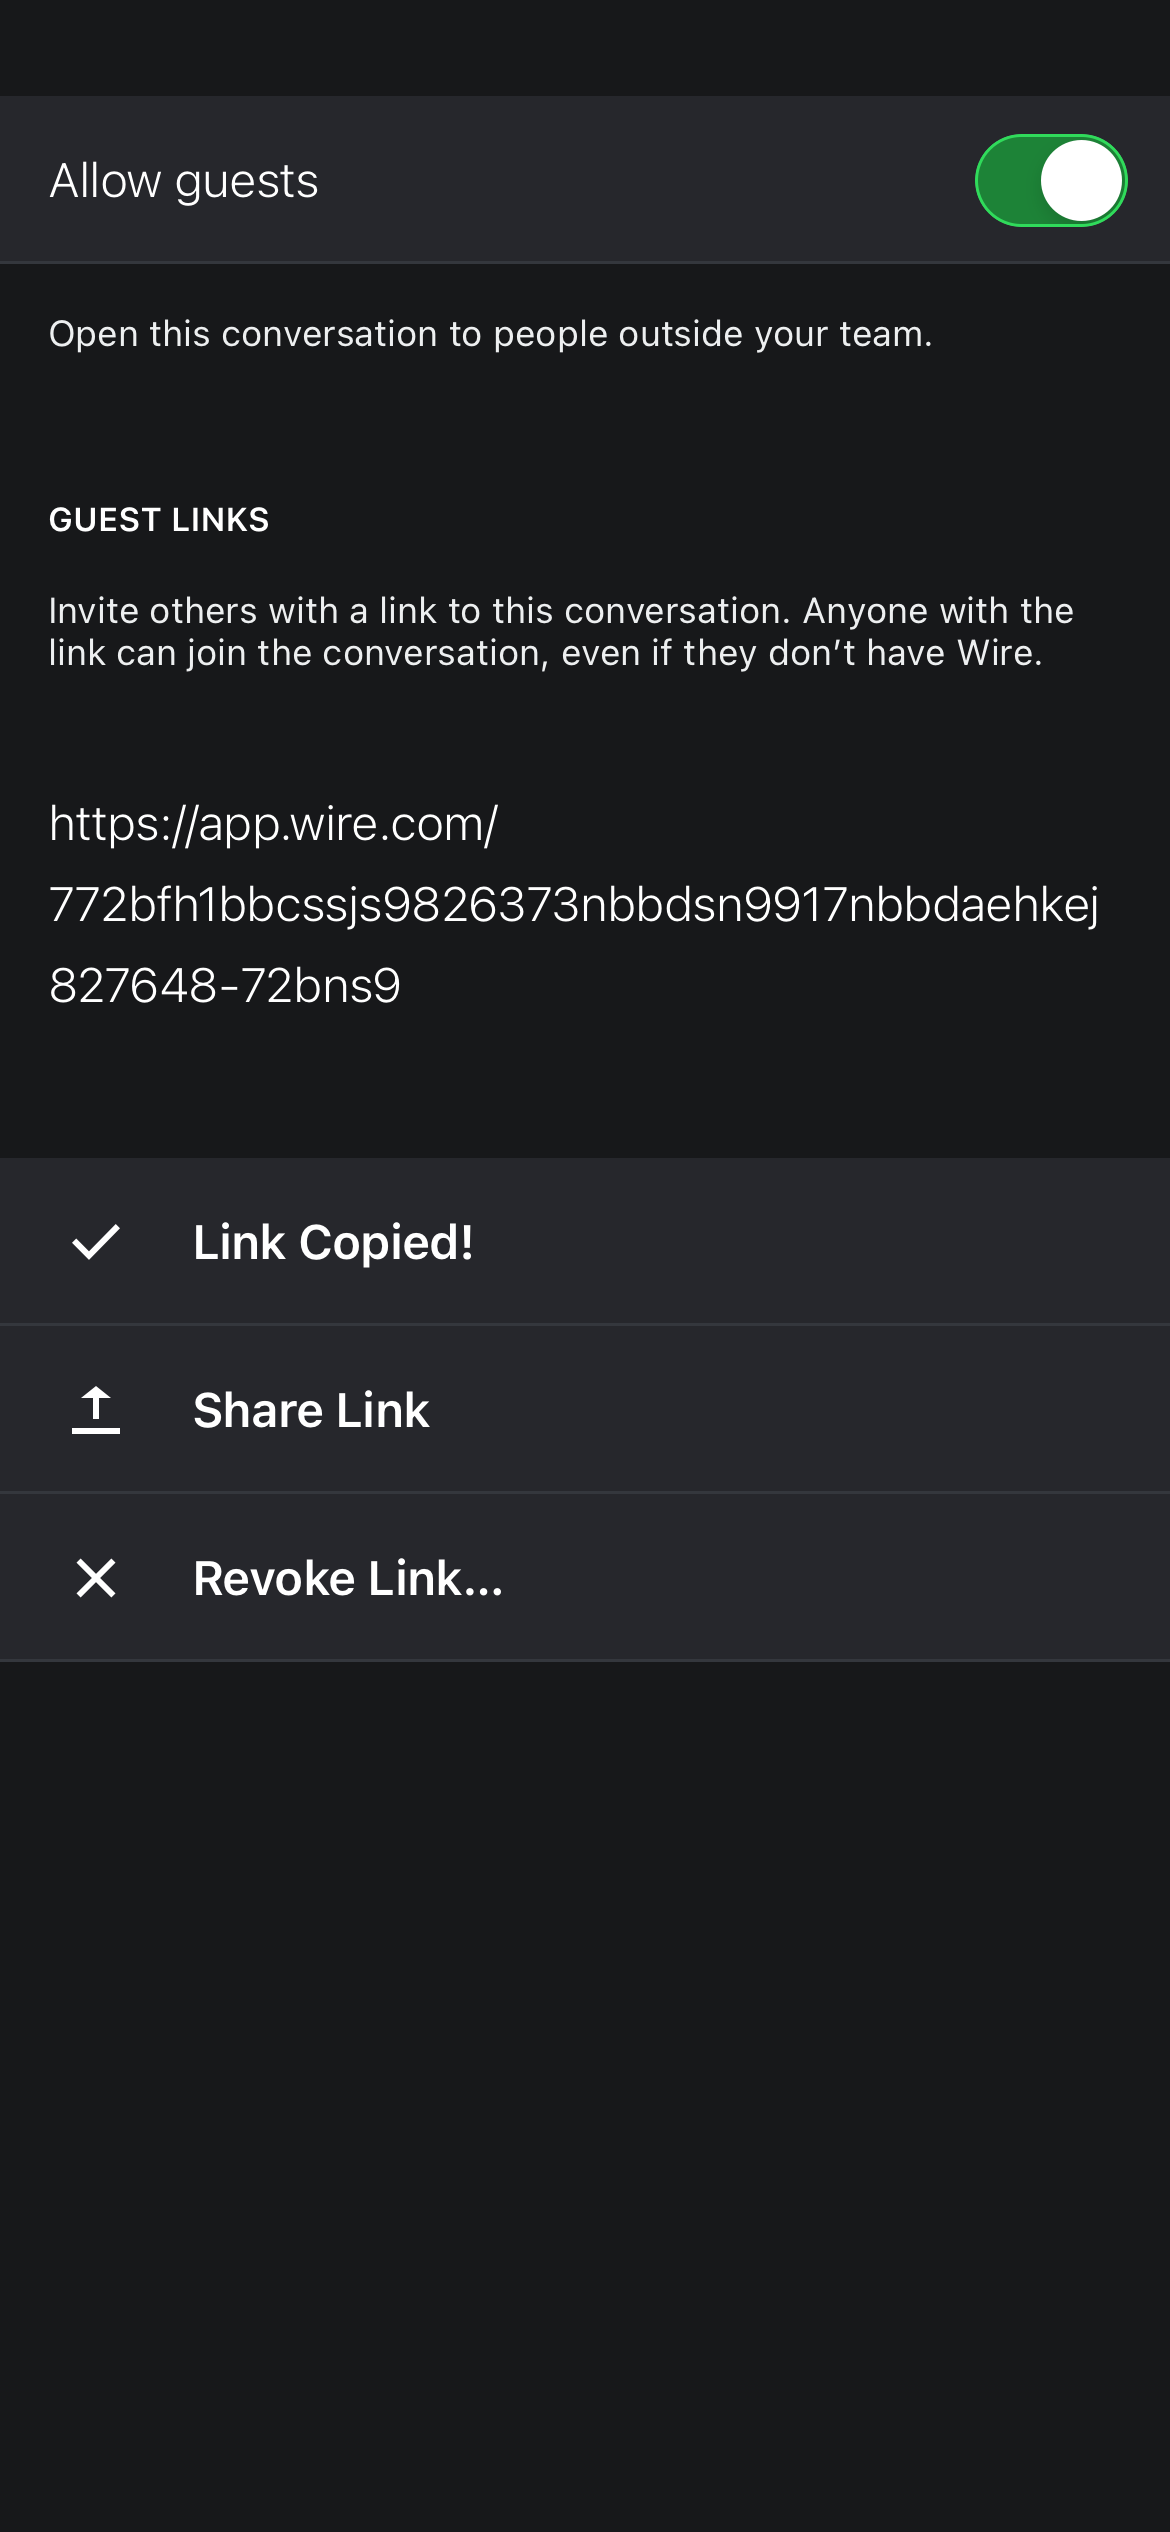 Allow guests
Open this conversation to people outside your team.
GUEST LINKS
Invite others with a link to this conversation. Anyone with the
link can join the conversation, even if they don’t have Wire.
https://app.wire.com/
772bfh1bbcssjs9826373nbbdsn9917nbbdaehkej
827648-72bns9
Link Copied!
Share Link
Revoke Link...